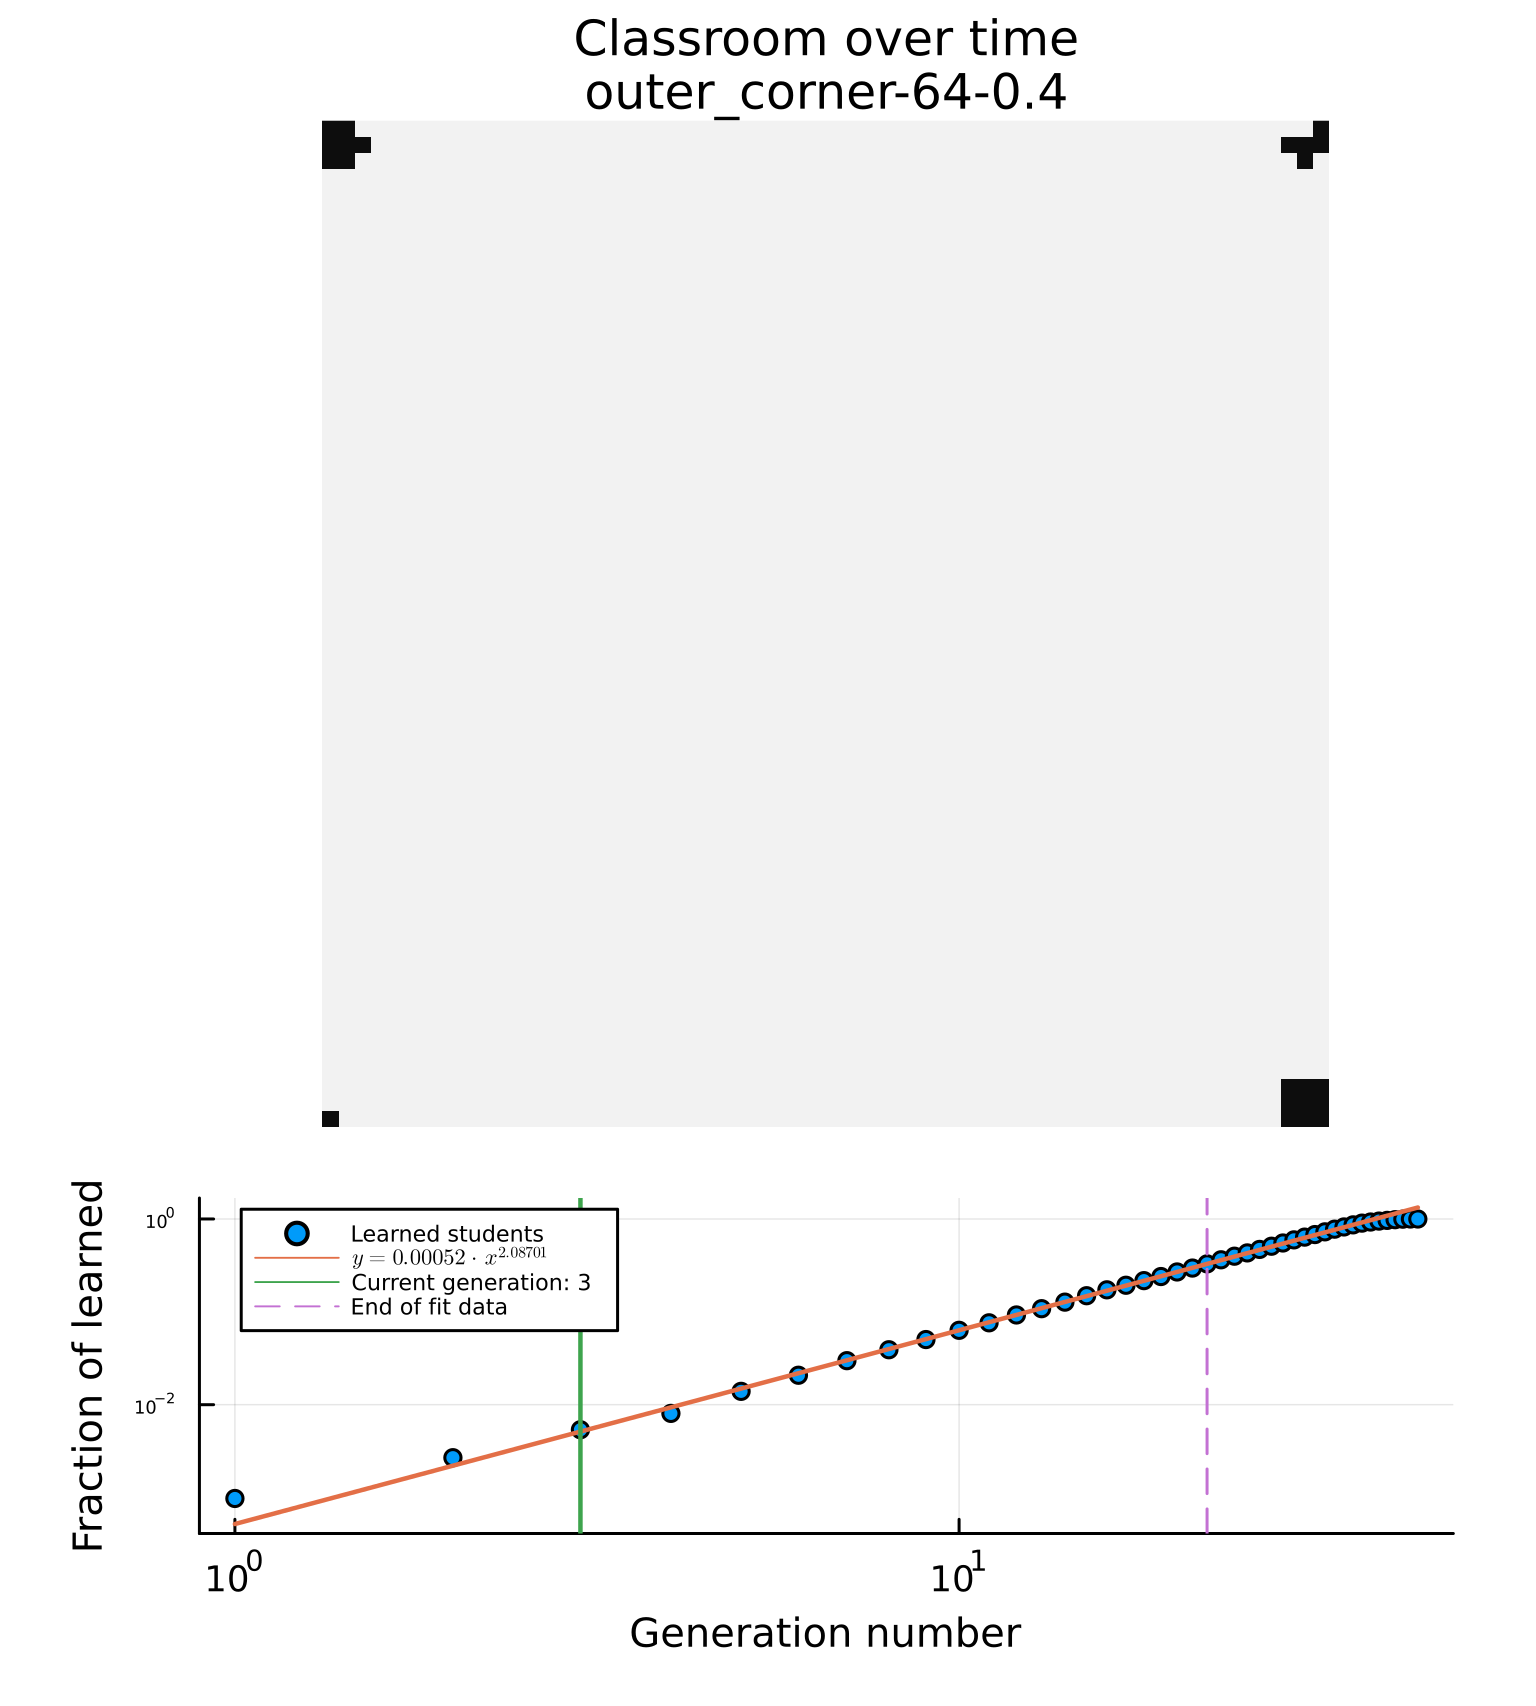 Classroom over time
outer_corner-64-0.4
Fraction of learned
10^0
10^-2
Learned students
y = 0.00052 · x^2.08701
Current generation: 3
End of fit data
10^0
10^1
Generation number